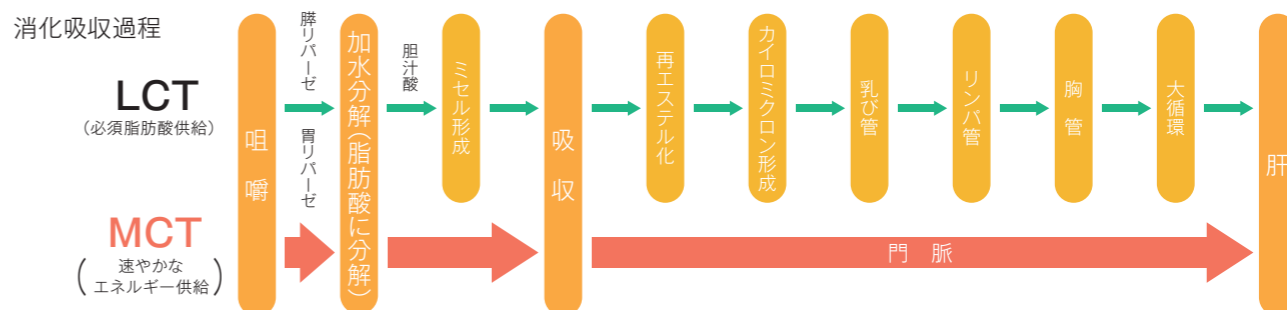 消化吸収過程
LCT
（必須脂肪酸供給）
MCT
（速やかな
エネルギー供給）
咀嚼
膵リパーゼ
胃リパーゼ
加水分解（脂肪酸に分解）
胆汁酸
ミセル形成
吸収
再エステル化
カイロミクロン形成
乳び管
リンパ管
胸管
大循環
門脈
肝